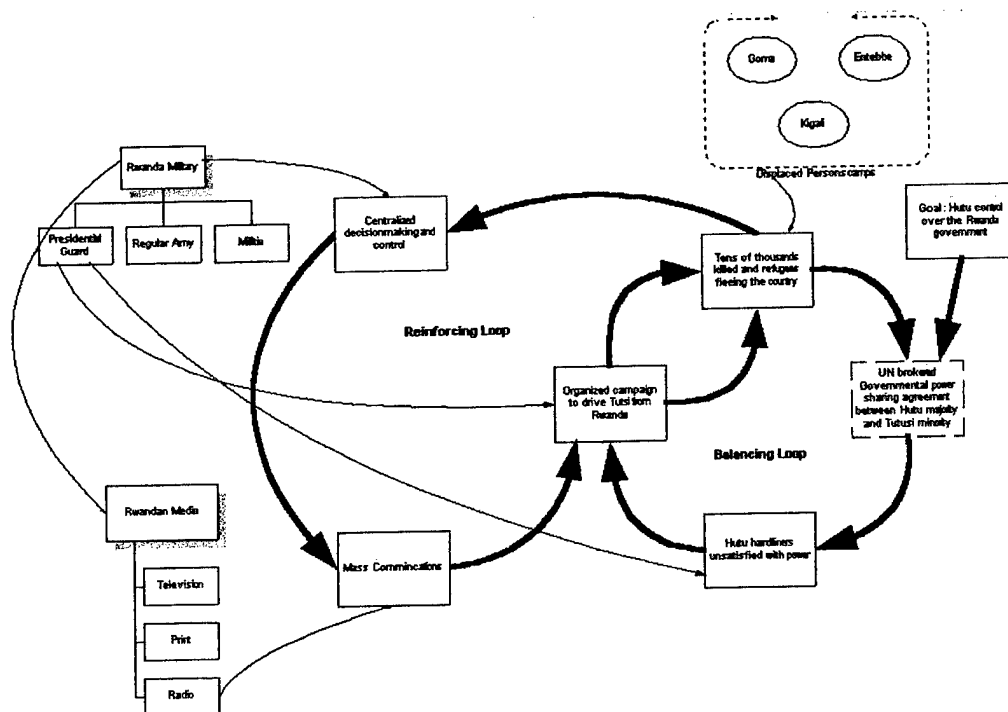 Goma
Entebbe
Kigali
Displaced Persons camps
Rwanda Military
Presidential
Guard
Regular Army
Militia
Centralized
decisionmaking and
control
Goal : Hutu control
over the Rwanda
government
Tens of thousands
killed and refugees
fleeing the country
Reinforcing Loop
Organized campaign
to drive Tutsi from
Rwanda
UN brokered
Governmental power
sharing agreement
between Hutu majority
and Tutusi minority
Balancing Loop
Rwandan Media
Television
Print
Radio
Mass Commincations
Hutu hardliners
unsatisfied with power